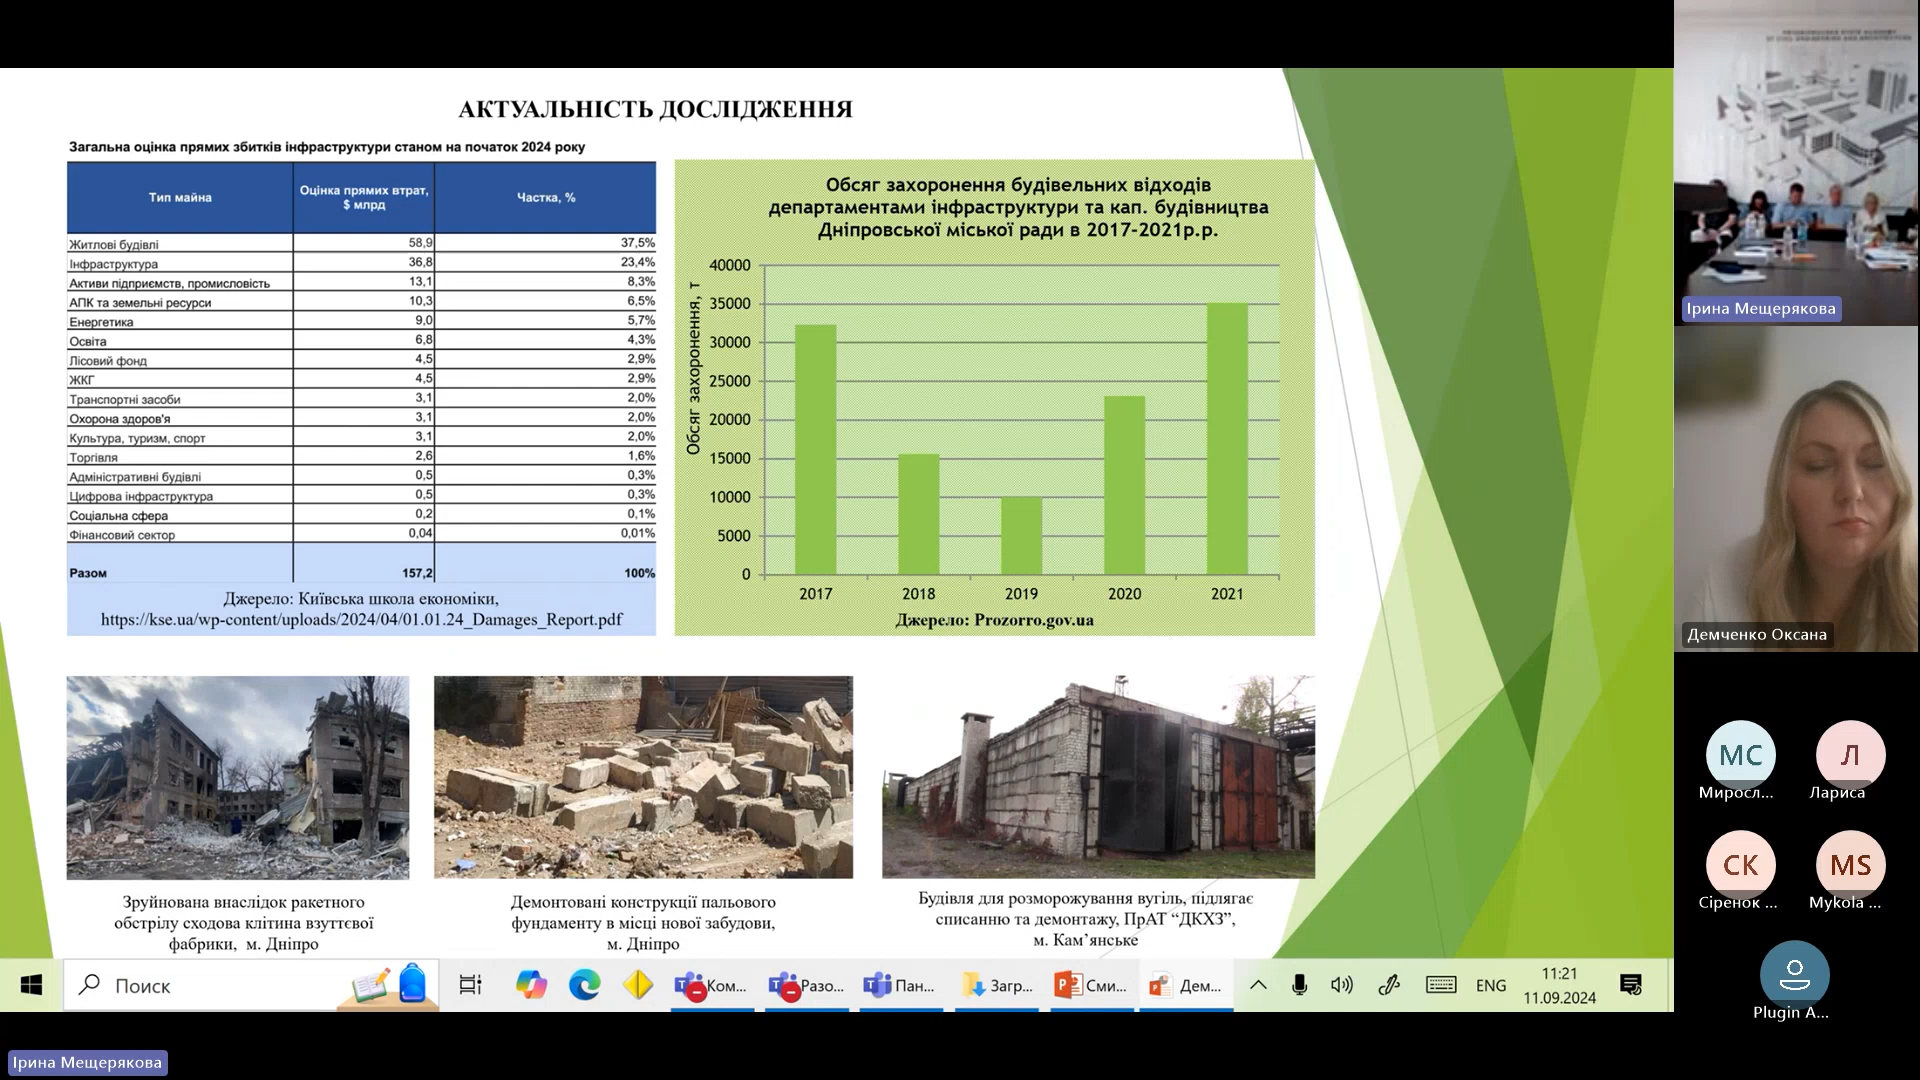 АКТУАЛЬНІСТЬ ДОСЛІДЖЕННЯ
Загальна оцінка прямих збитків інфраструктури станом на початок 2024 року
Тип майна
Оцінка прямих втрат,
$ млрд
Частка, %
Житлові будівлі 58,9 37,5%
Інфраструктура 36,8 23,4%
Активи підприємств, промисловість 13,1 8,3%
АПК та земельні ресурси 10,3 6,5%
Енергетика 9,0 5,7%
Освіта 6,8 4,3%
Лісовий фонд 4,5 2,9%
ЖКГ 4,5 2,9%
Транспортні засоби 3,1 2,0%
Охорона здоров'я 3,1 2,0%
Культура, туризм, спорт 3,1 2,0%
Торгівля 2,6 1,6%
Адміністративні будівлі 0,5 0,3%
Цифрова інфраструктура 0,5 0,3%
Соціальна сфера 0,2 0,1%
Фінансовий сектор 0,04 0,01%
Разом 157,2 100%
Джерело: Київська школа економіки,
https://kse.ua/wp-content/uploads/2024/04/01.01.24_Damages_Report.pdf
Обсяг захоронення будівельних відходів
департаментами інфраструктури та кап. будівництва
Дніпровської міської ради в 2017-2021р.р.
Обсяг захоронення, т
40000
35000
30000
25000
20000
15000
10000
5000
0
2017 2018 2019 2020 2021
Джерело: Prozorro.gov.ua
Зруйнована внаслідок ракетного
обстрілу сходова клітина взуттєвої
фабрики, м. Дніпро
Демонтовані конструкції пальового
фундаменту в місці нової забудови,
м. Дніпро
Будівля для розморожування вугіль, підлягає
списанню та демонтажу, ПрАТ “ДКХЗ”,
м. Кам’янське
Поиск
Ком...
Разо...
Пан...
Загр...
Сми...
Дем...
ENG
11:21
11.09.2024
Ірина Мещерякова
Ірина Мещерякова
Демченко Оксана
МС
Миросл...
Л
Лариса
СК
Сіренок ...
MS
Mykola ...
Plugin A...